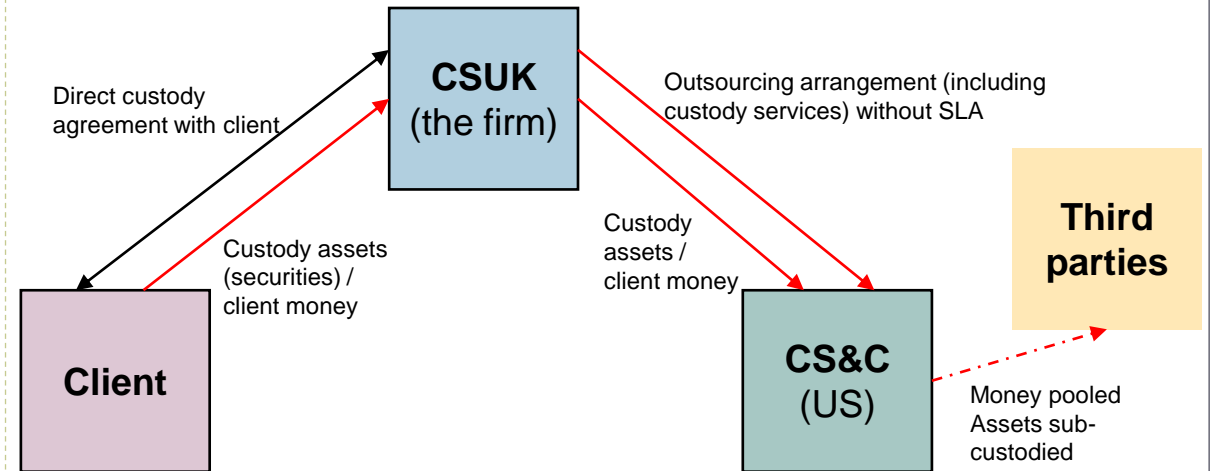 CSUK
(the firm)
Direct custody
agreement with client
Outsourcing arrangement (including
custody services) without SLA
Third
parties
Custody assets
(securities) /
client money
Custody
assets /
client money
Client
CS&C
(US)
Money pooled
Assets sub-
custodied